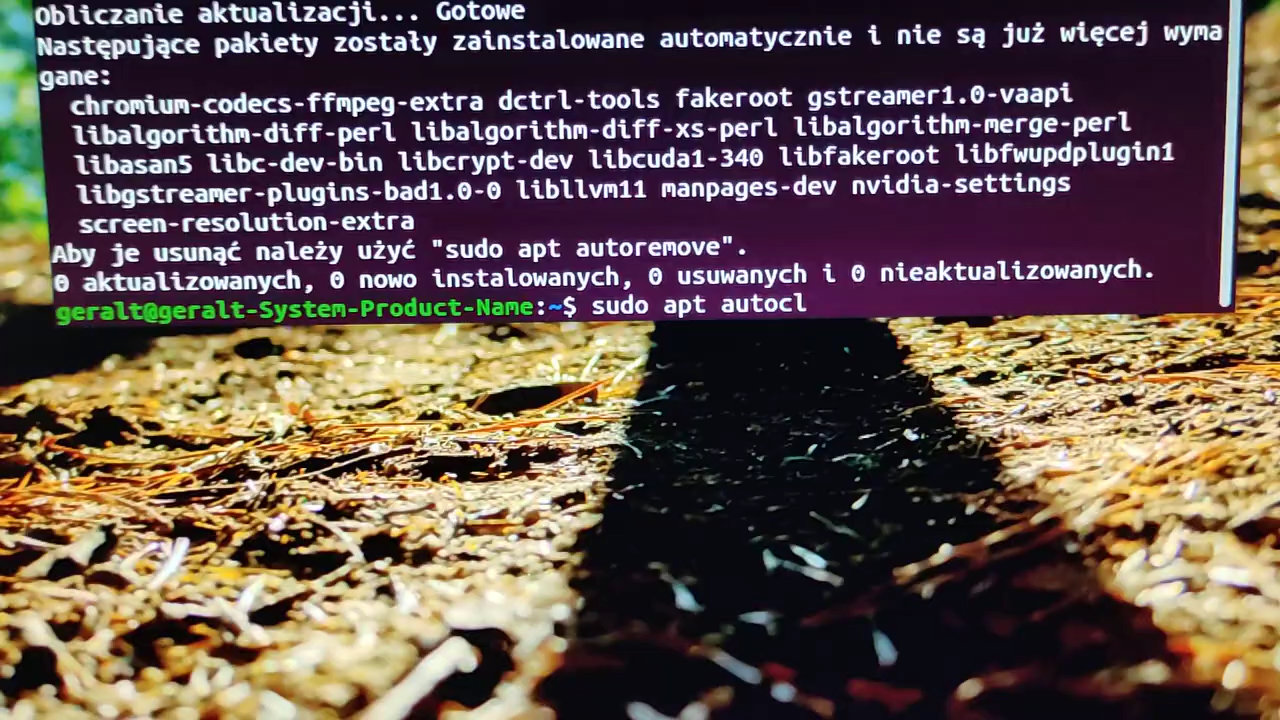 Obliczanie aktualizacji... Gotowe
Następujące pakiety zostały zainstalowane automatycznie i nie są już więcej wyma
gane:
chromium-codecs-ffmpeg-extra dctrl-tools fakeroot gstreamer1.0-vaapi
libalgorithm-diff-perl libalgorithm-diff-xs-perl libalgorithm-merge-perl
libasan5 libc-dev-bin libcrypt-dev libcuda1-340 libfakeroot libfwupdplugin1
libgstreamer-plugins-bad1.0-0 libllvm11 manpages-dev nvidia-settings
screen-resolution-extra
Aby je usunąć należy użyć "sudo apt autoremove".
0 aktualizowanych, 0 nowo instalowanych, 0 usuwanych i 0 nieaktualizowanych.
geralt@geralt-System-Product-Name:~$ sudo apt autocl